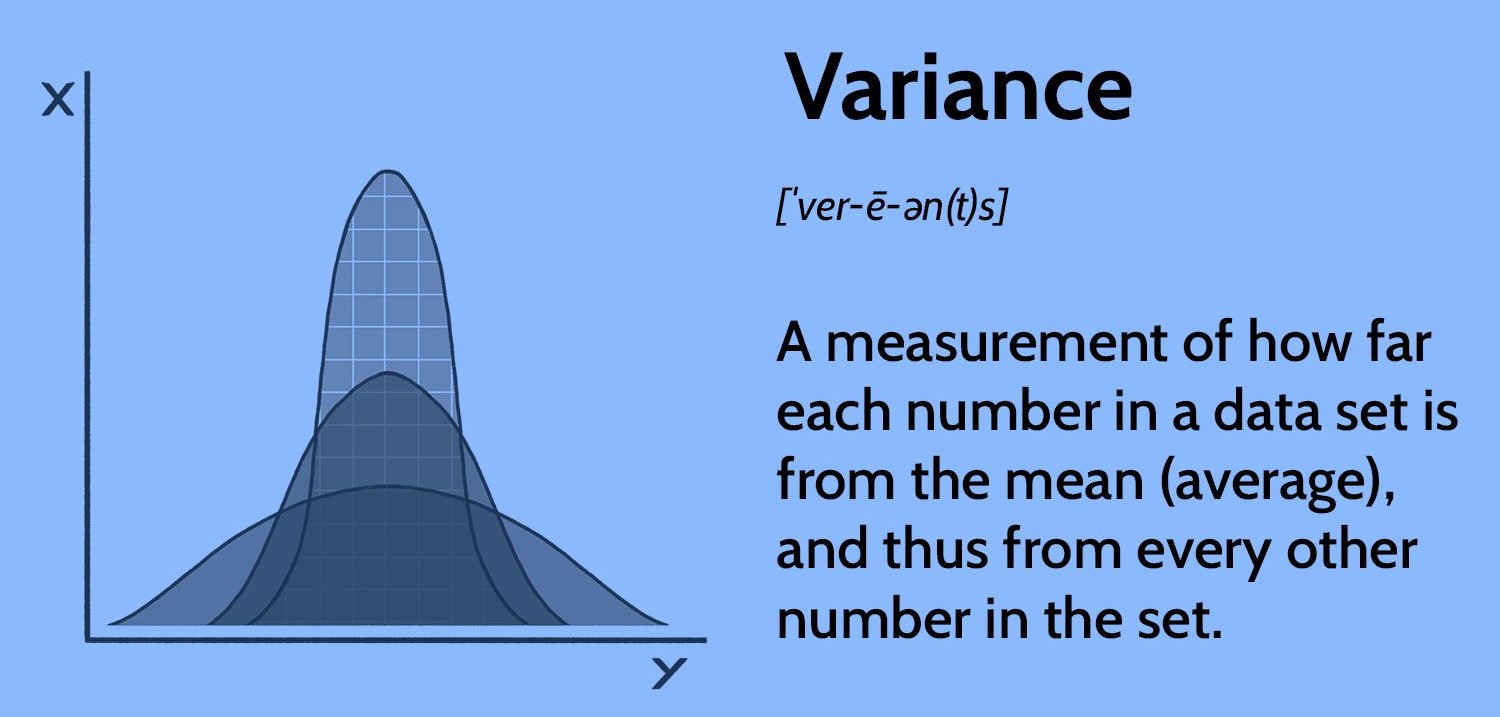 X
Y
Variance
[ˈver-ē-ən(t)s]
A measurement of how far
each number in a data set is
from the mean (average),
and thus from every other
number in the set.